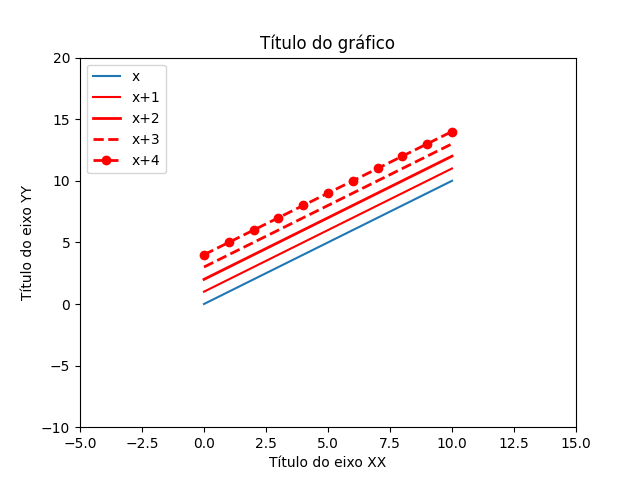 Título do gráfico
20
15
10
5
0
−5
−10
Título do eixo YY
x
x+1
x+2
x+3
x+4
−5.0 −2.5 0.0 2.5 5.0 7.5 10.0 12.5 15.0
Título do eixo XX